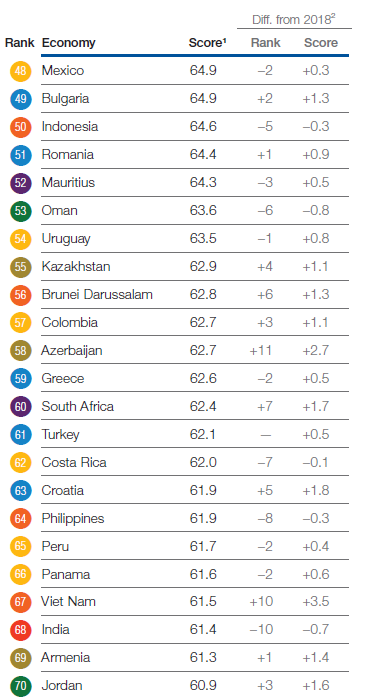 Diff. from 2018²
Rank Economy Score¹ Rank Score
48 Mexico 64.9 –2 +0.3
49 Bulgaria 64.9 +2 +1.3
50 Indonesia 64.6 –5 –0.3
51 Romania 64.4 +1 +0.9
52 Mauritius 64.3 –3 +0.5
53 Oman 63.6 –6 –0.8
54 Uruguay 63.5 –1 +0.8
55 Kazakhstan 62.9 +4 +1.1
56 Brunei Darussalam 62.8 +6 +1.3
57 Colombia 62.7 +3 +1.1
58 Azerbaijan 62.7 +11 +2.7
59 Greece 62.6 –2 +0.5
60 South Africa 62.4 +7 +1.7
61 Turkey 62.1 — +0.5
62 Costa Rica 62.0 –7 –0.1
63 Croatia 61.9 +5 +1.8
64 Philippines 61.9 –8 –0.3
65 Peru 61.7 –2 +0.4
66 Panama 61.6 –2 +0.6
67 Viet Nam 61.5 +10 +3.5
68 India 61.4 –10 –0.7
69 Armenia 61.3 +1 +1.4
70 Jordan 60.9 +3 +1.6